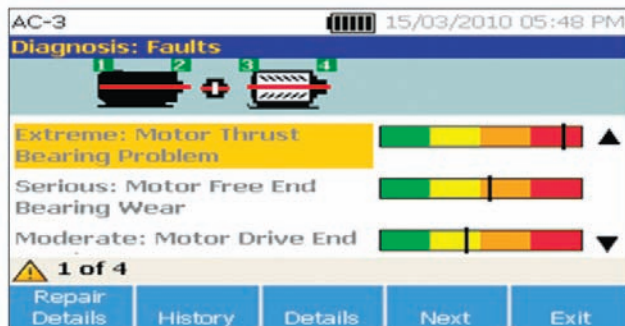 AC-3 15/03/2010 05:48 PM
Diagnosis: Faults
1 2 3 4
Extreme: Motor Thrust
Bearing Problem
Serious: Motor Free End
Bearing Wear
Moderate: Motor Drive End
1 of 4
Repair
Details History Details Next Exit